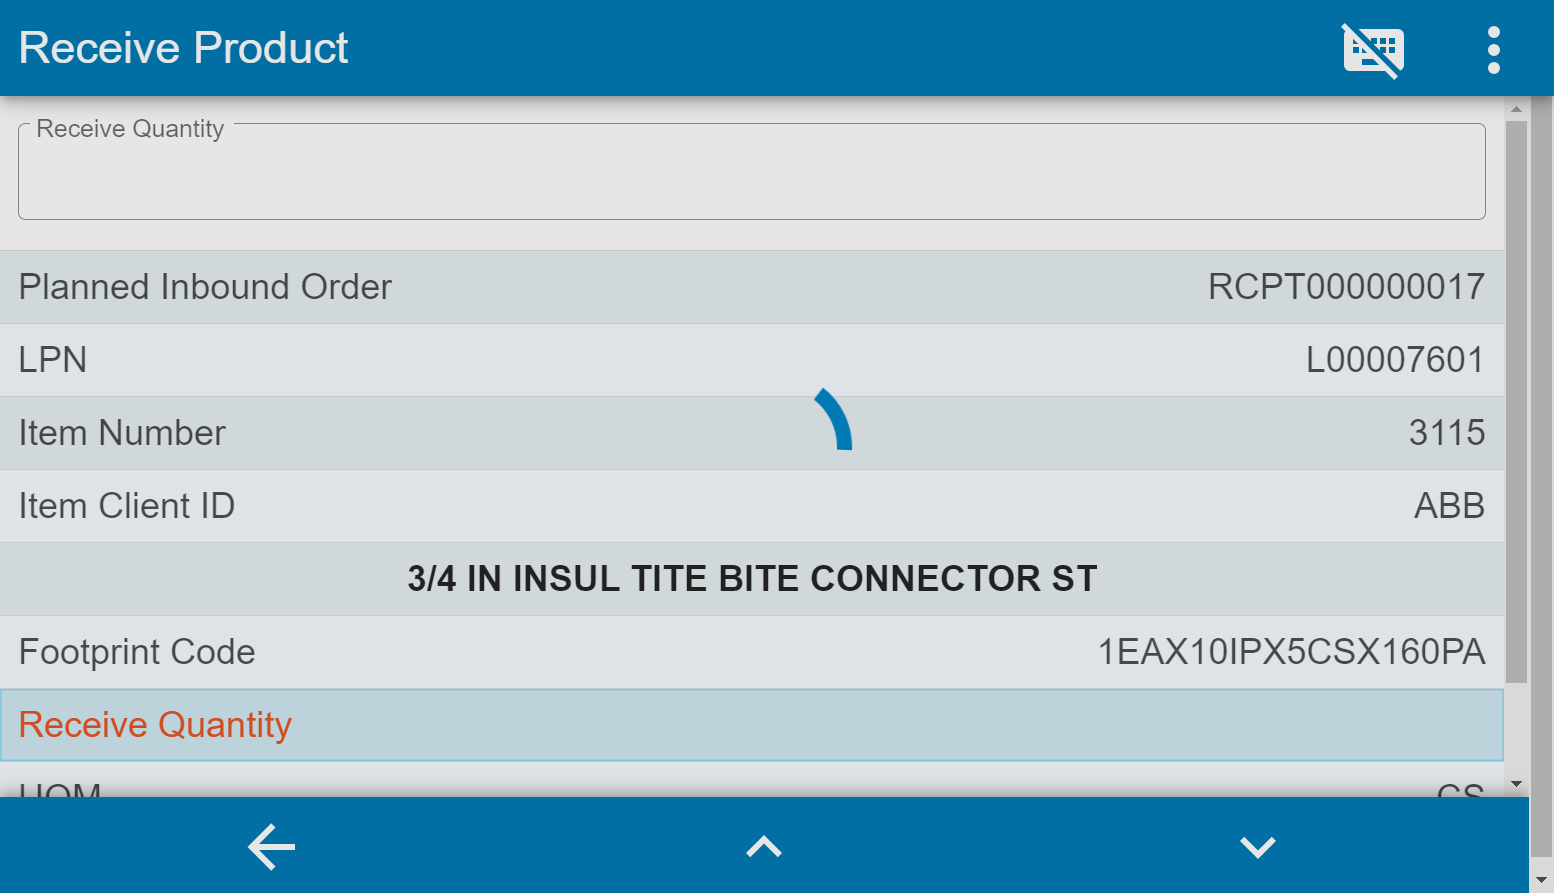 Receive Product
Receive Quantity
Planned Inbound Order RCPT000000017
LPN L00007601
Item Number 3115
Item Client ID ABB
3/4 IN INSUL TITE BITE CONNECTOR ST
Footprint Code 1EAX10IPX5CSX160PA
Receive Quantity
UOM CS